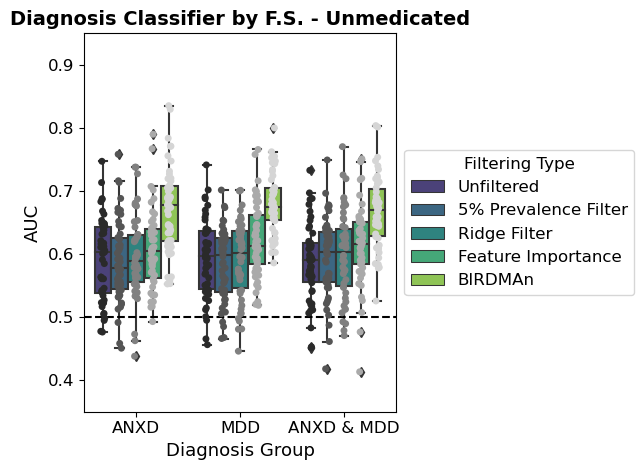 Diagnosis Classifier by F.S. - Unmedicated
AUC
0.9
0.8
0.7
0.6
0.5
0.4
ANXD
MDD
ANXD & MDD
Diagnosis Group
Filtering Type
Unfiltered
5% Prevalence Filter
Ridge Filter
Feature Importance
BIRDMAn